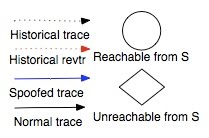 Historical trace
Historical revtr
Reachable from S
Spoofed trace
Normal trace
Unreachable from S